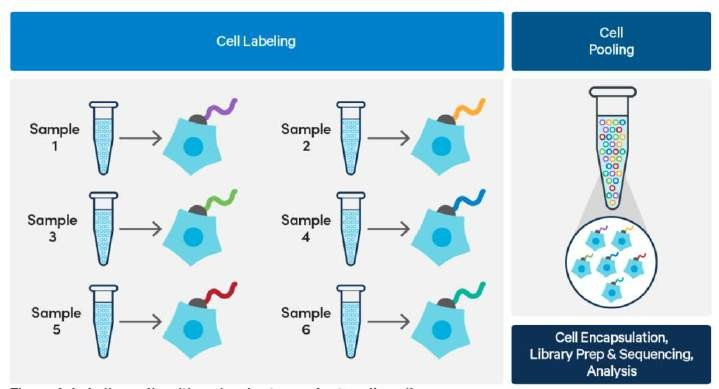 Cell Labeling
Cell
Pooling
Sample
1
Sample
2
Sample
3
Sample
4
Sample
5
Sample
6
Cell Encapsulation,
Library Prep & Sequencing,
Analysis